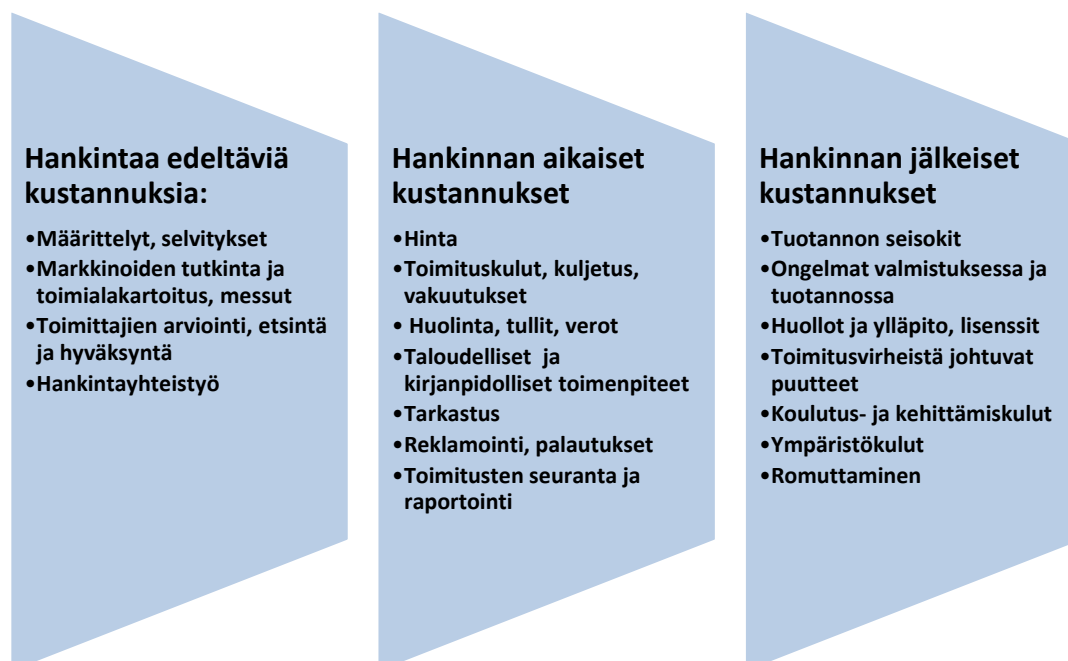 Hankintaa edeltäviä
kustannuksia:
•Määrittelyt, selvitykset
•Markkinoiden tutkinta ja
toimialakartoitus, messut
•Toimittajien arviointi, etsintä
ja hyväksyntä
•Hankintayhteistyö
Hankinnan aikaiset
kustannukset
•Hinta
•Toimituskulut, kuljetus,
vakuutukset
• Huolinta, tullit, verot
•Taloudelliset ja
kirjanpidolliset toimenpiteet
•Tarkastus
•Reklamointi, palautukset
•Toimitusten seuranta ja
raportointi
Hankinnan jälkeiset
kustannukset
•Tuotannon seisokit
•Ongelmat valmistuksessa ja
tuotannossa
•Huollot ja ylläpito, lisenssit
•Toimitusvirheistä johtuvat
puutteet
•Koulutus- ja kehittämiskulut
•Ympäristökulut
•Romuttaminen